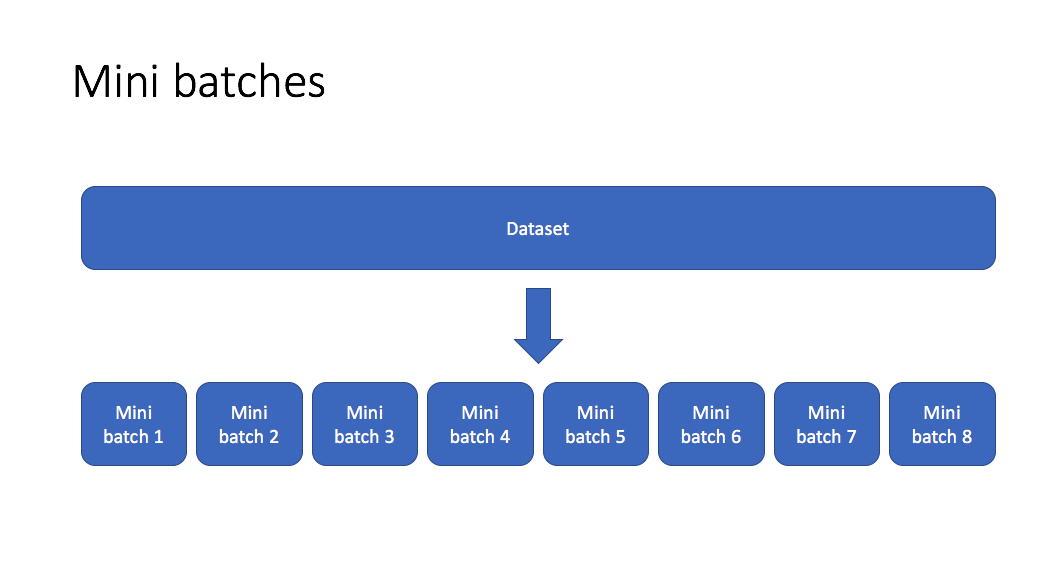 Mini batches
Dataset
Mini
batch 1
Mini
batch 2
Mini
batch 3
Mini
batch 4
Mini
batch 5
Mini
batch 6
Mini
batch 7
Mini
batch 8